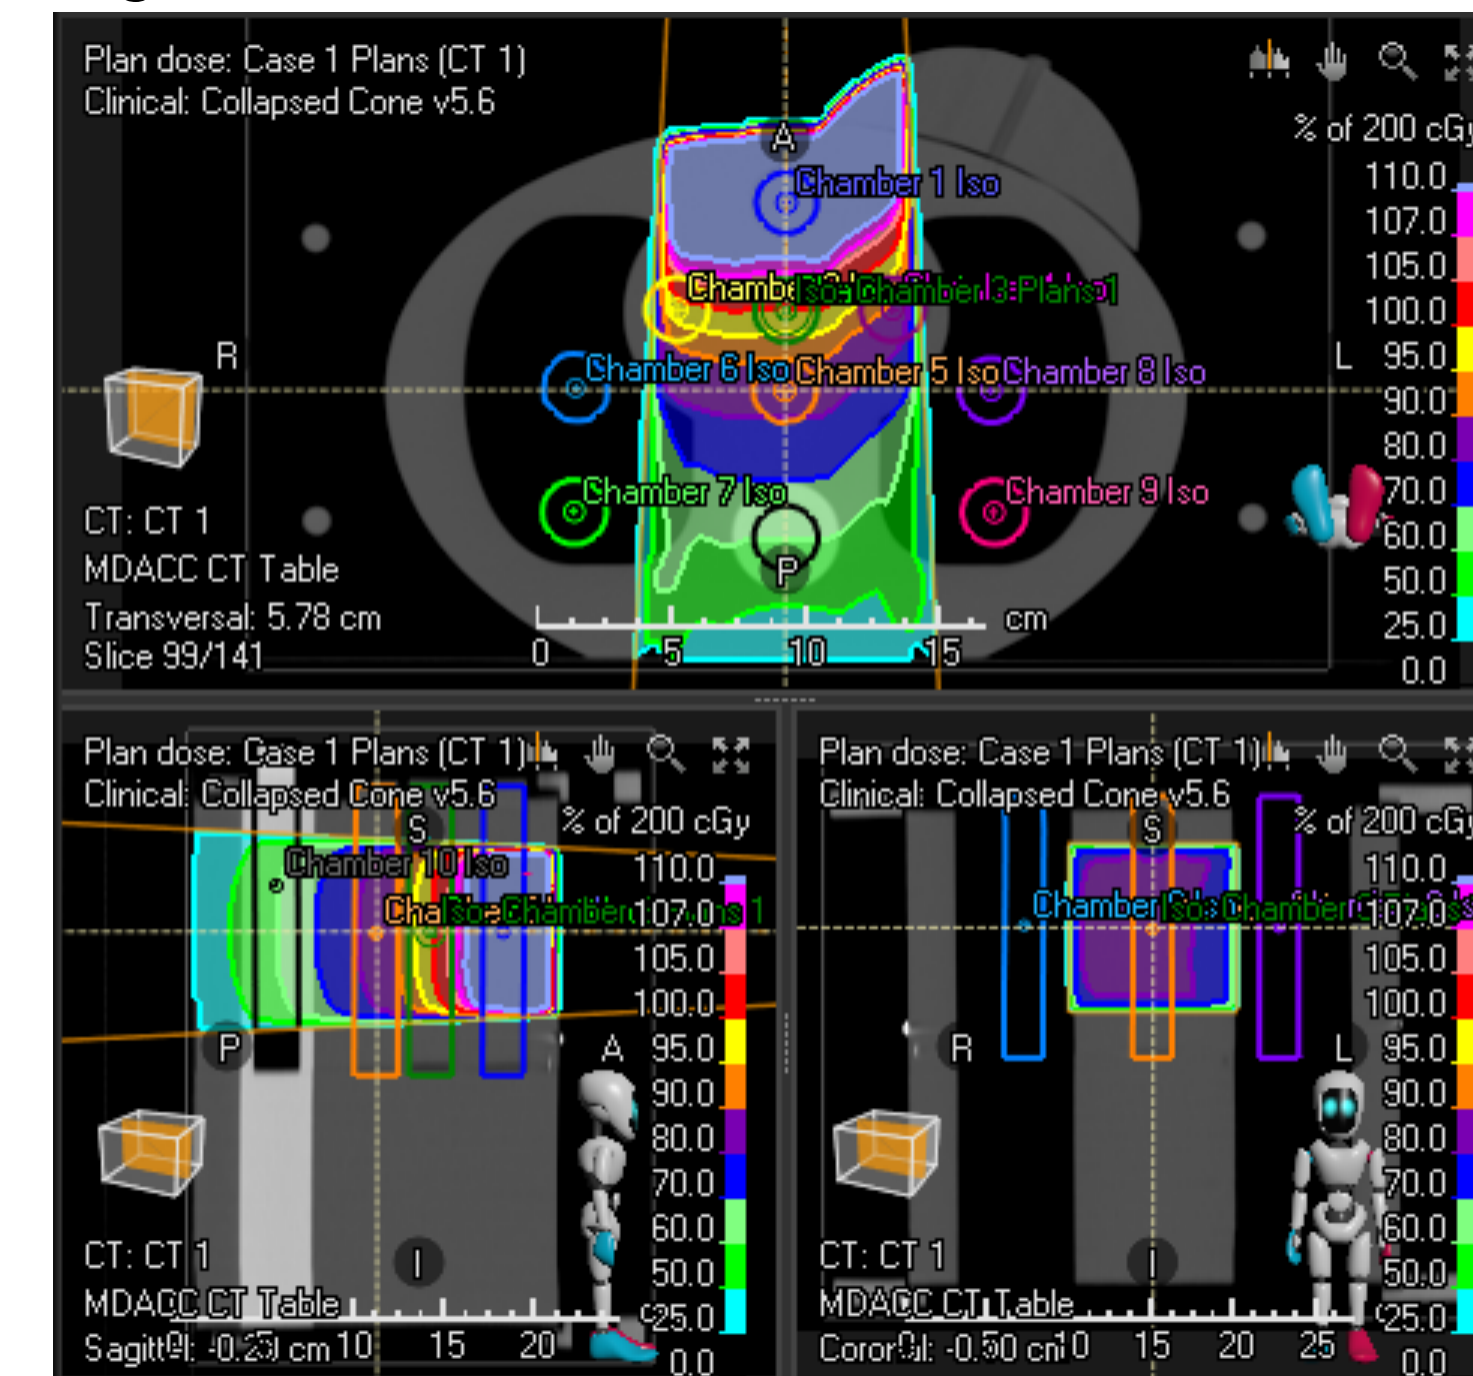 Plan dose: Case 1 Plans (CT 1)
Clinical: Collapsed Cone v5.6
% of 200 cGy
A
Chamber 1 Iso
110.0
107.0
105.0
100.0
95.0
90.0
80.0
70.0
60.0
50.0
25.0
0.0
Chamber 3 Plans 1
R
L
Chamber 6 Iso
Chamber 5 Iso
Chamber 8 Iso
Chamber 7 Iso
Chamber 9 Iso
P
CT: CT 1
MDACC CT Table
Transversal: 5.78 cm
Slice 99/141
cm
0 5 10 15
Plan dose: Case 1 Plans (CT 1)
Clinical: Collapsed Cone v5.6
% of 200 cGy
S
Chamber 10 Iso
110.0
107.0
105.0
100.0
95.0
90.0
80.0
70.0
60.0
50.0
25.0
0.0
P
A
I
CT: CT 1
MDACC CT Table
Sagittal: cm
10 15 20
Plan dose: Case 1 Plans (CT 1)
Clinical: Collapsed Cone v5.6
% of 200 cGy
S
Chamber
110.0
107.0
105.0
100.0
95.0
90.0
80.0
70.0
60.0
50.0
25.0
0.0
R
L
I
CT: CT 1
MDACC CT Table
-0.50
10 15 20 25